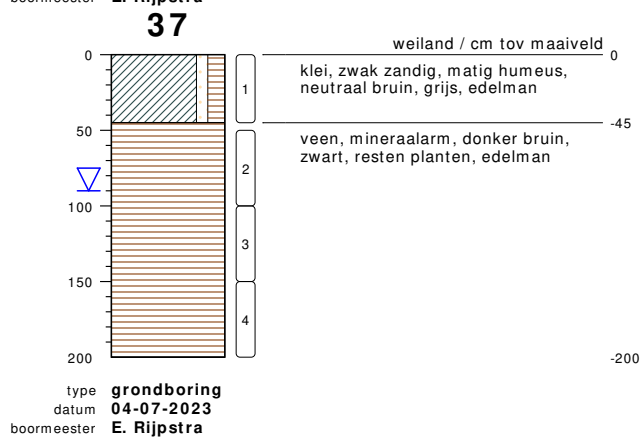 boormeester E. Rijpstra
37
weiland / cm tov maaiveld
0 0
klei, zwak zandig, matig humeus,
neutraal bruin, grijs, edelman
1
-45
50
veen, mineraalarm, donker bruin,
zwart, resten planten, edelman
2
100
3
150
4
200 -200
type grondboring
datum 04-07-2023
boormeester E. Rijpstra